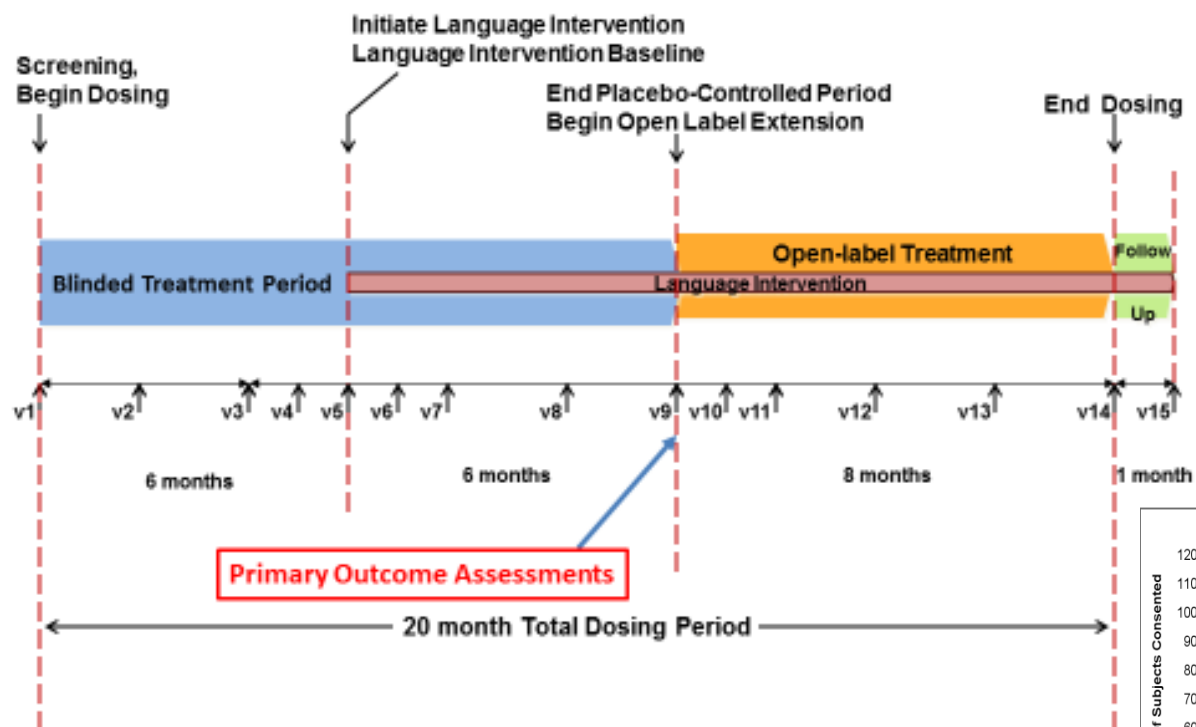 Initiate Language Intervention
Language Intervention Baseline
Screening,
Begin Dosing
End Placebo-Controlled Period
Begin Open Label Extension
End Dosing
Blinded Treatment Period
Open-label Treatment
Follow
Language Intervention
Up
v1 v2 v3 v4 v5 v6 v7 v8 v9 v10 v11 v12 v13 v14 v15
6 months 6 months 8 months 1 month
Primary Outcome Assessments
20 month Total Dosing Period
Subjects Consented
120
110
100
90
80
70
60